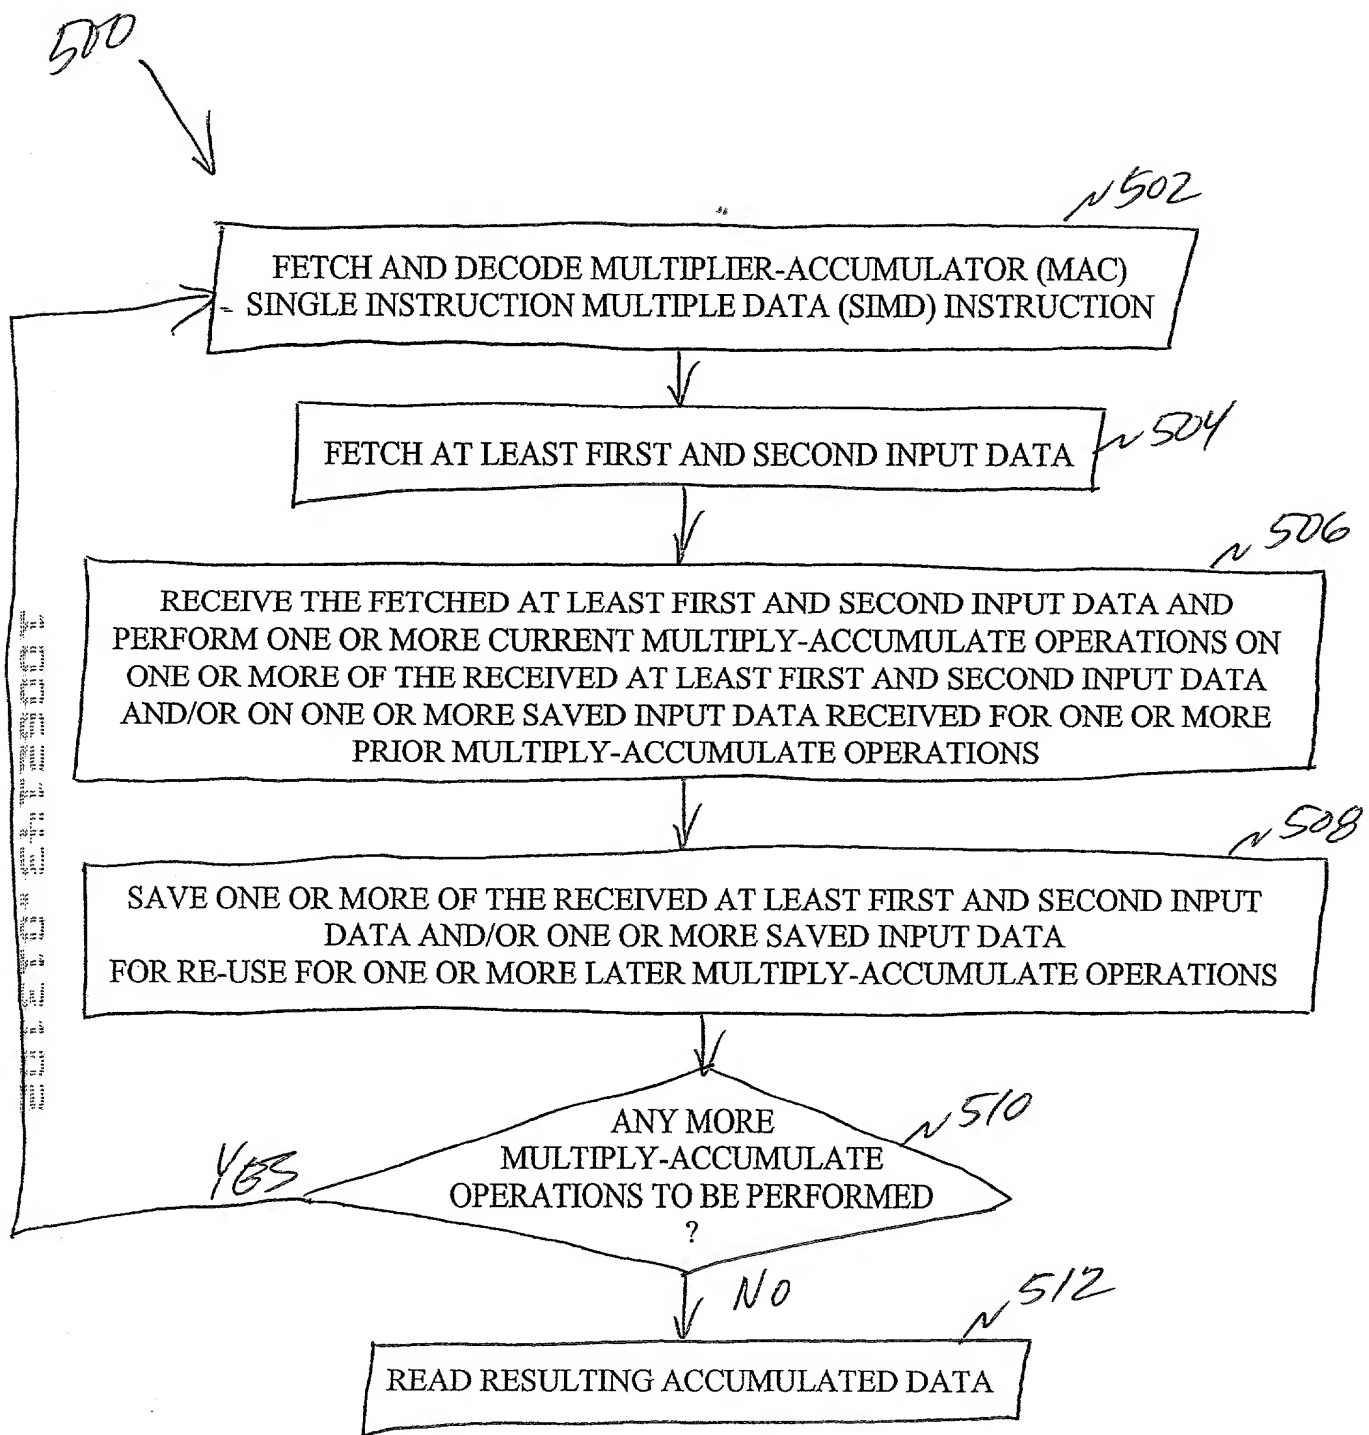 500
502
FETCH AND DECODE MULTIPLIER-ACCUMULATOR (MAC)
SINGLE INSTRUCTION MULTIPLE DATA (SIMD) INSTRUCTION
504
FETCH AT LEAST FIRST AND SECOND INPUT DATA
506
RECEIVE THE FETCHED AT LEAST FIRST AND SECOND INPUT DATA AND
PERFORM ONE OR MORE CURRENT MULTIPLY-ACCUMULATE OPERATIONS ON
ONE OR MORE OF THE RECEIVED AT LEAST FIRST AND SECOND INPUT DATA
AND/OR ON ONE OR MORE SAVED INPUT DATA RECEIVED FOR ONE OR MORE
PRIOR MULTIPLY-ACCUMULATE OPERATIONS
508
SAVE ONE OR MORE OF THE RECEIVED AT LEAST FIRST AND SECOND INPUT
DATA AND/OR ONE OR MORE SAVED INPUT DATA
FOR RE-USE FOR ONE OR MORE LATER MULTIPLY-ACCUMULATE OPERATIONS
510
ANY MORE
MULTIPLY-ACCUMULATE
OPERATIONS TO BE PERFORMED
?
YES
NO
512
READ RESULTING ACCUMULATED DATA